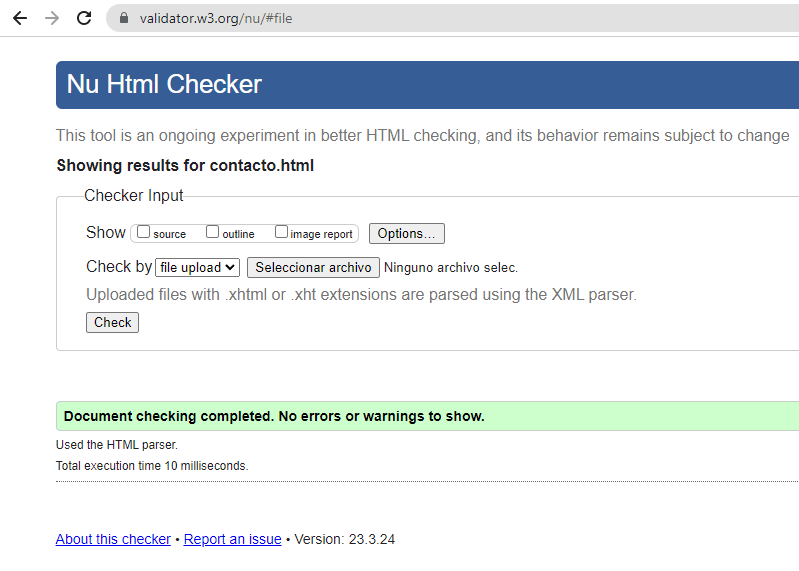 validator.w3.org/nu/#file
Nu Html Checker
This tool is an ongoing experiment in better HTML checking, and its behavior remains subject to change
Showing results for contacto.html
Checker Input
Show source outline image report Options...
Check by file upload Seleccionar archivo Ninguno archivo selec.
Uploaded files with .xhtml or .xht extensions are parsed using the XML parser.
Check
Document checking completed. No errors or warnings to show.
Used the HTML parser.
Total execution time 10 milliseconds.
About this checker • Report an issue • Version: 23.3.24